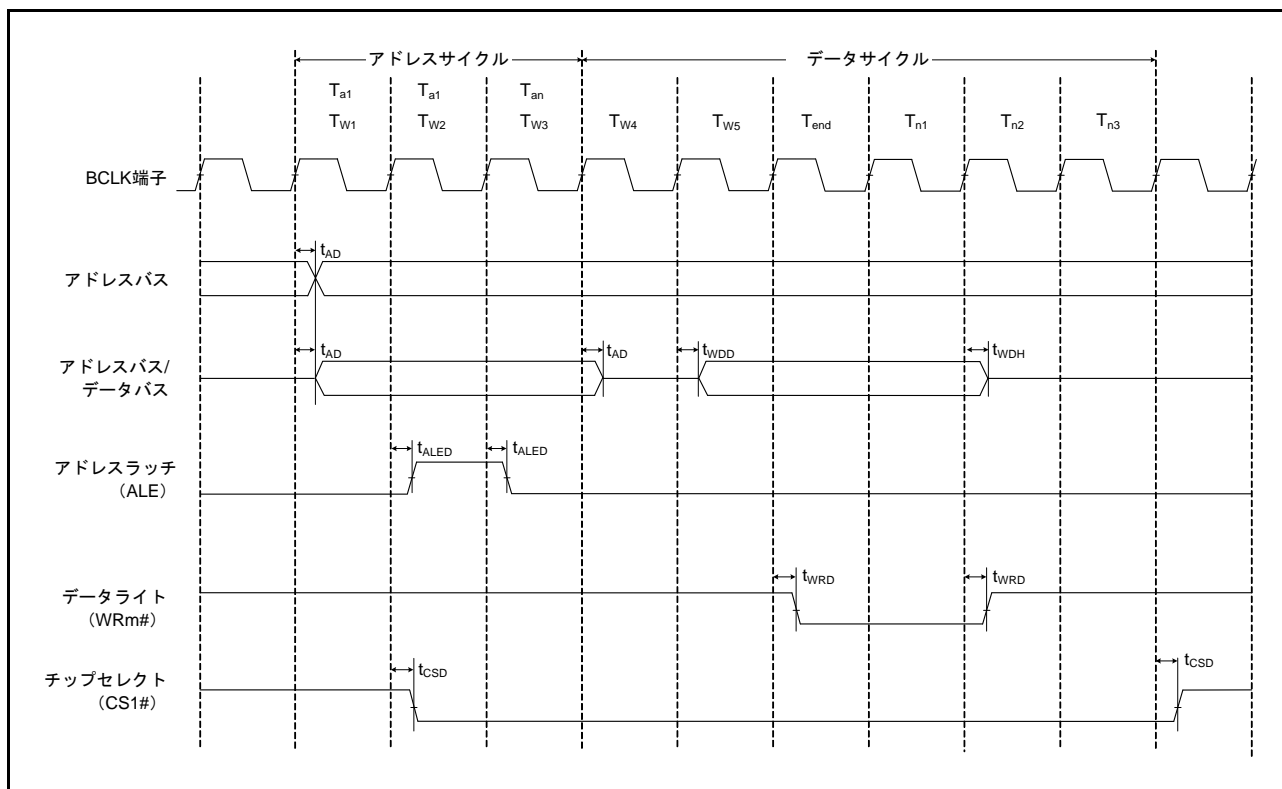 アドレスサイクル データサイクル
Ta1 Ta1 Tan
TW1 TW2 TW3 TW4 TW5 Tend Tn1 Tn2 Tn3
BCLK端子
tAD
アドレスバス
tAD tAD tWDD tWDH
アドレスバス/
データバス
tALED tALED
アドレスラッチ
（ALE）
tWRD tWRD
データライト
（WRm#）
tCSD tCSD
チップセレクト
（CS1#）